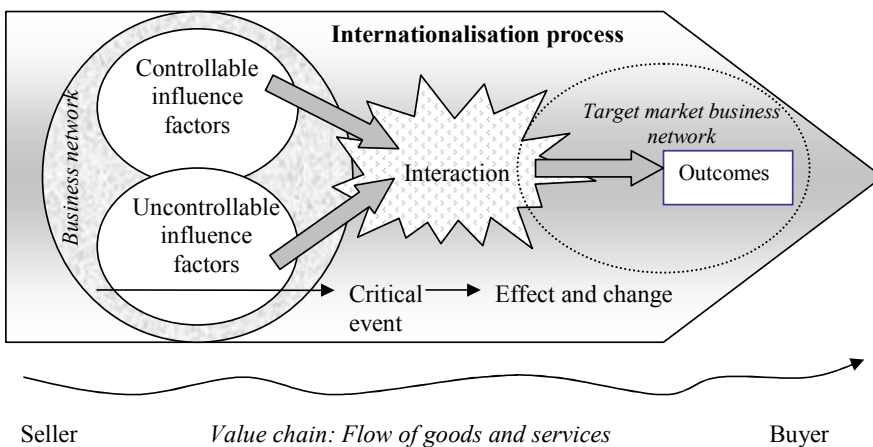 Internationalisation process
Business network
Controllable
influence
factors
Uncontrollable
influence
factors
Interaction
Target market business
network
Outcomes
Critical
event
Effect and change
Seller
Value chain: Flow of goods and services
Buyer